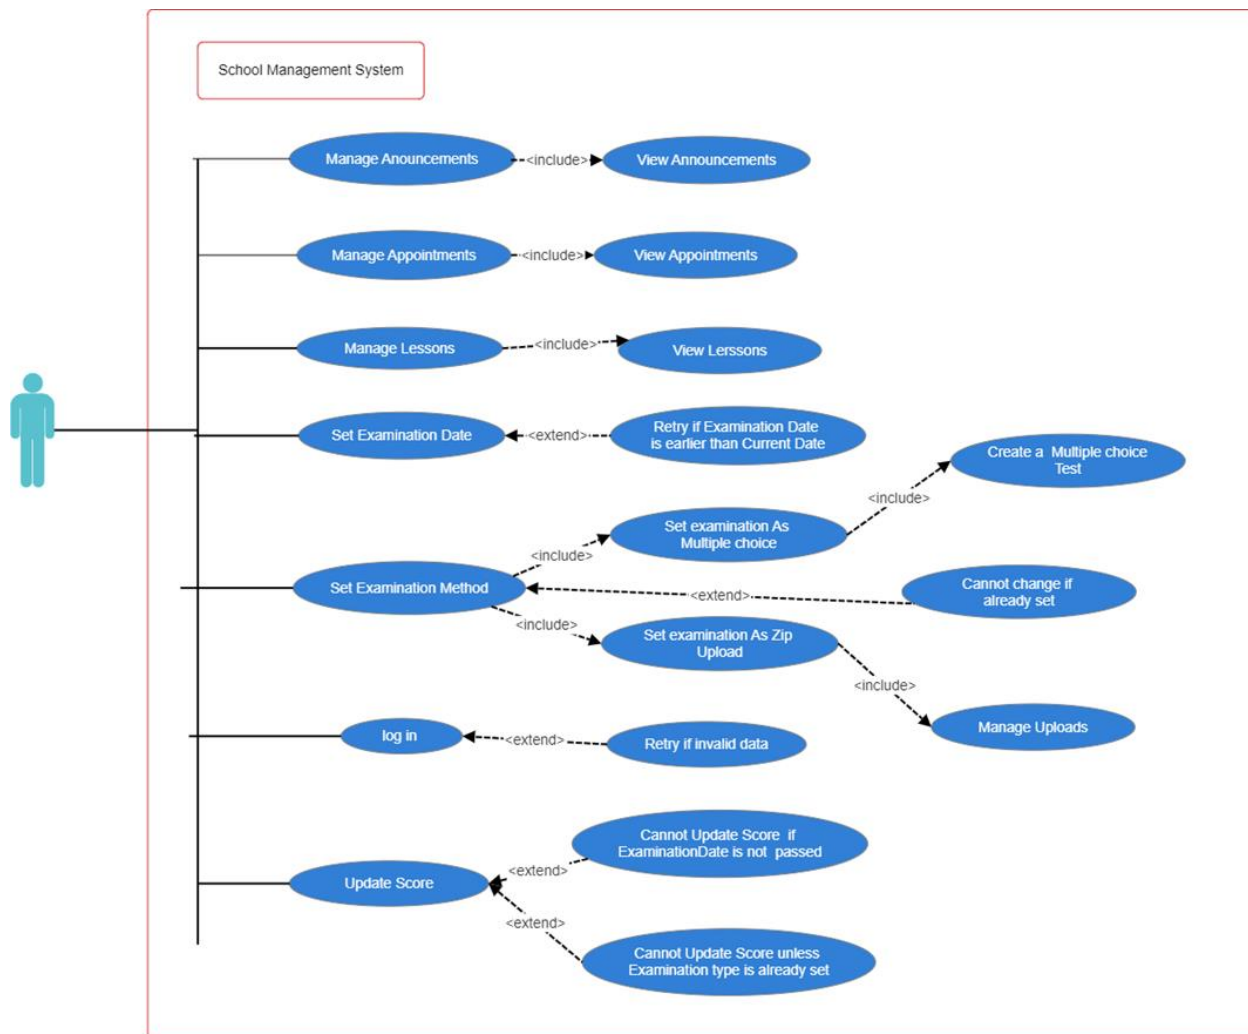 School Management System
Manage Anouncements
<include>
View Announcements
Manage Appointments
<include>
View Appointments
Manage Lessons
<include>
View Lerssons
Set Examination Date
<extend>
Retry if Examination Date
is earlier than Current Date
Create a Multiple choice
Test
<include>
Set examination As
Multiple choice
<include>
Set Examination Method
<extend>
Cannot change if
already set
<include>
Set examination As Zip
Upload
<include>
Manage Uploads
log in
<extend>
Retry if invalid data
Cannot Update Score if
ExaminationDate is not passed
<extend>
Update Score
<extend>
Cannot Update Score unless
Examination type is already set